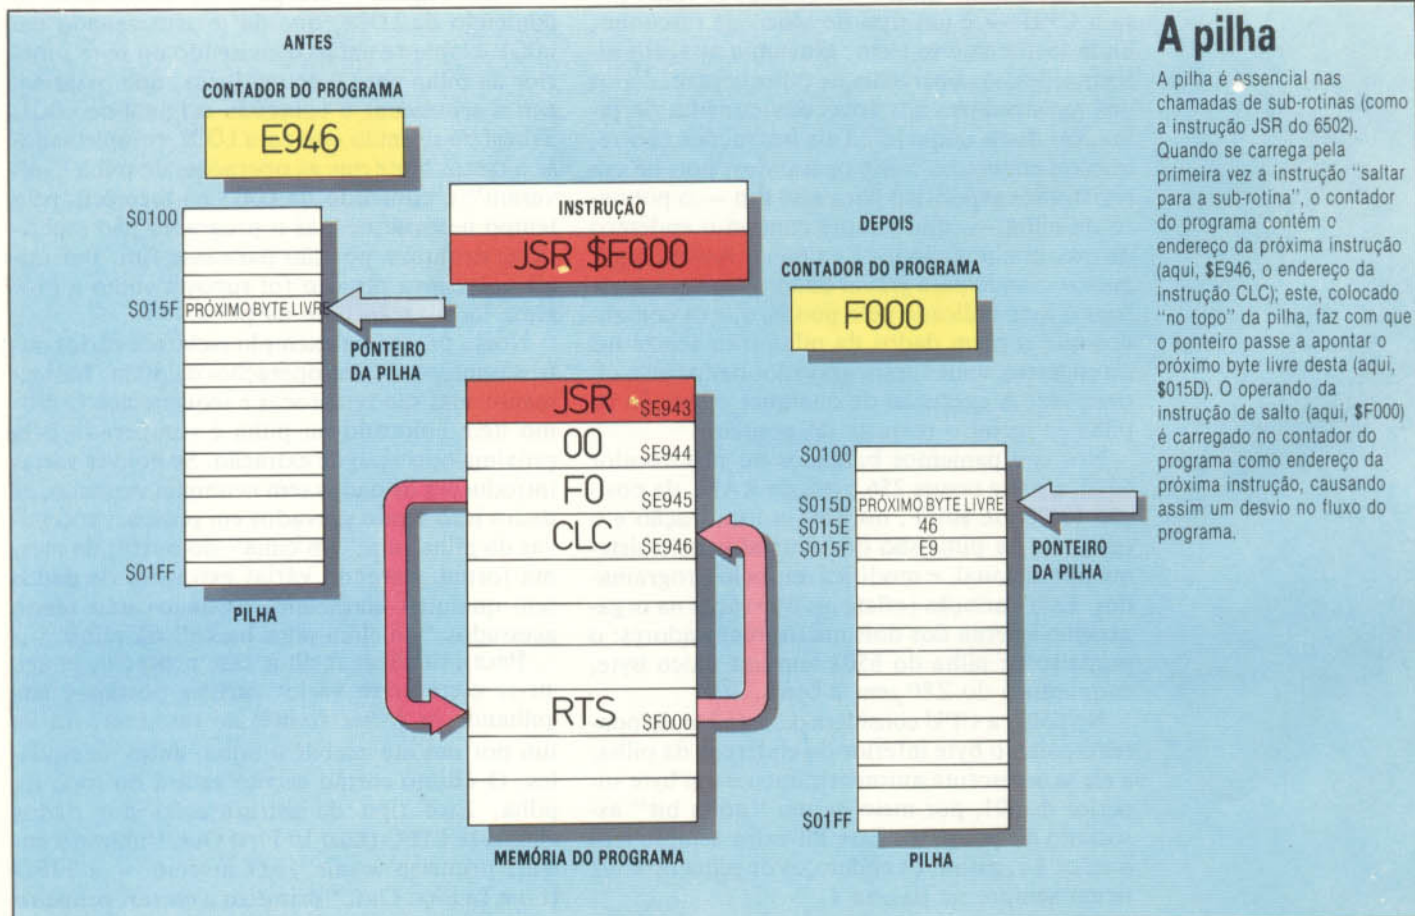 ANTES
CONTADOR DO PROGRAMA
E946
$0100
$015F PRÓXIMO BYTE LIVRE
PONTEIRO
DA PILHA
$01FF
PILHA
INSTRUÇÃO
JSR $F000
DEPOIS
CONTADOR DO PROGRAMA
F000
JSR $E943
00 $E944
F0 $E945
CLC $E946
RTS $F000
MEMÓRIA DO PROGRAMA
$0100
$015D PRÓXIMO BYTE LIVRE
$015E 46
$015F E9
PONTEIRO
DA PILHA
$01FF
PILHA
A pilha
A pilha é essencial nas
chamadas de sub-rotinas (como
a instrução JSR do 6502).
Quando se carrega pela
primeira vez a instrução "saltar
para a sub-rotina", o contador
do programa contém o
endereço da próxima instrução
(aqui, $E946, o endereço da
instrução CLC); este, colocado
"no topo" da pilha, faz com que
o ponteiro passe a apontar o
próximo byte livre desta (aqui,
$015D). O operando da
instrução de salto (aqui, $F000)
é carregado no contador do
programa como endereço da
próxima instrução, causando
assim um desvio no fluxo do
programa.